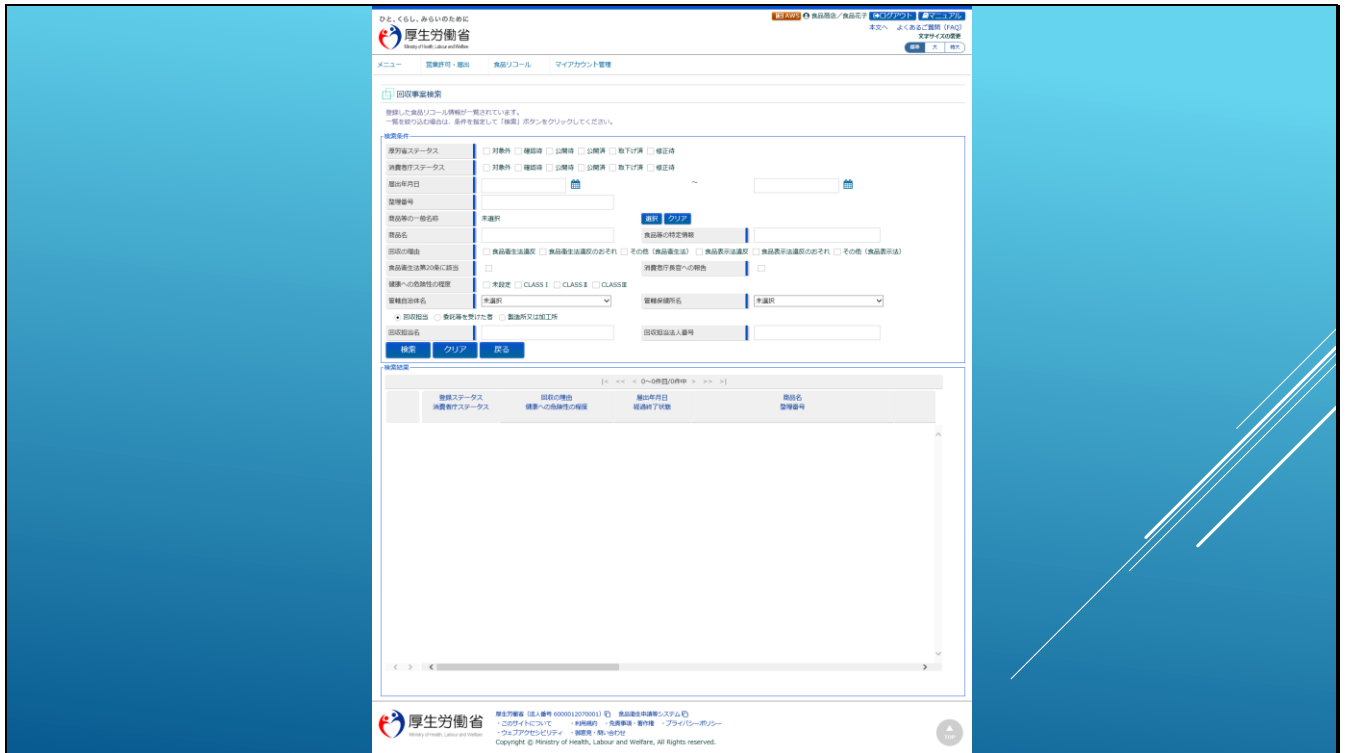 ひと、くらし、みらいのために
厚生労働省
Ministry of Health, Labour and Welfare
AWS 食品商店/食品花子 ログアウト マニュアル
本文へ よくあるご質問 (FAQ)
文字サイズの変更
標準 大 特大
メニュー 営業許可・届出 食品リコール マイアカウント管理
回収事案検索
登録した食品リコール情報が一覧されています。
一覧を絞り込む場合は、条件を指定して「検索」ボタンをクリックしてください。
検索条件
厚労省ステータス 対象外 確認待 公開待 公開済 取下げ済 修正待
消費者庁ステータス 対象外 確認待 公開待 公開済 取下げ済 修正待
届出年月日 ~
整理番号
商品等の一般名称 未選択 選択 クリア
商品名 食品等の特定情報
回収の理由 食品衛生法違反 食品衛生法違反のおそれ その他(食品衛生法) 食品表示法違反 食品表示法違反のおそれ その他(食品表示法)
食品衛生法第20条に該当 消費者庁長官への報告
健康への危険性の程度 未設定 CLASSⅠ CLASSⅡ CLASSⅢ
管轄自治体名 未選択 管轄保健所名 未選択
回収担当 委託等を受けた者 製造所又は加工所
回収担当名 回収担当法人番号
検索 クリア 戻る
検索結果
|< << < 0~0件目/0件中 > >> >|
登録ステータス 回収の理由 届出年月日 商品名
消費者庁ステータス 健康への危険性の程度 経過終了状態 整理番号
厚生労働省
Ministry of Health, Labour and Welfare
厚生労働省 (法人番号 6000012070001) 食品衛生申請等システム
・このサイトについて ・利用規約 ・免責事項・著作権 ・プライバシーポリシー
・ウェブアクセシビリティ ・御意見・問い合わせ
Copyright © Ministry of Health, Labour and Welfare, All Rights reserved.
TOP